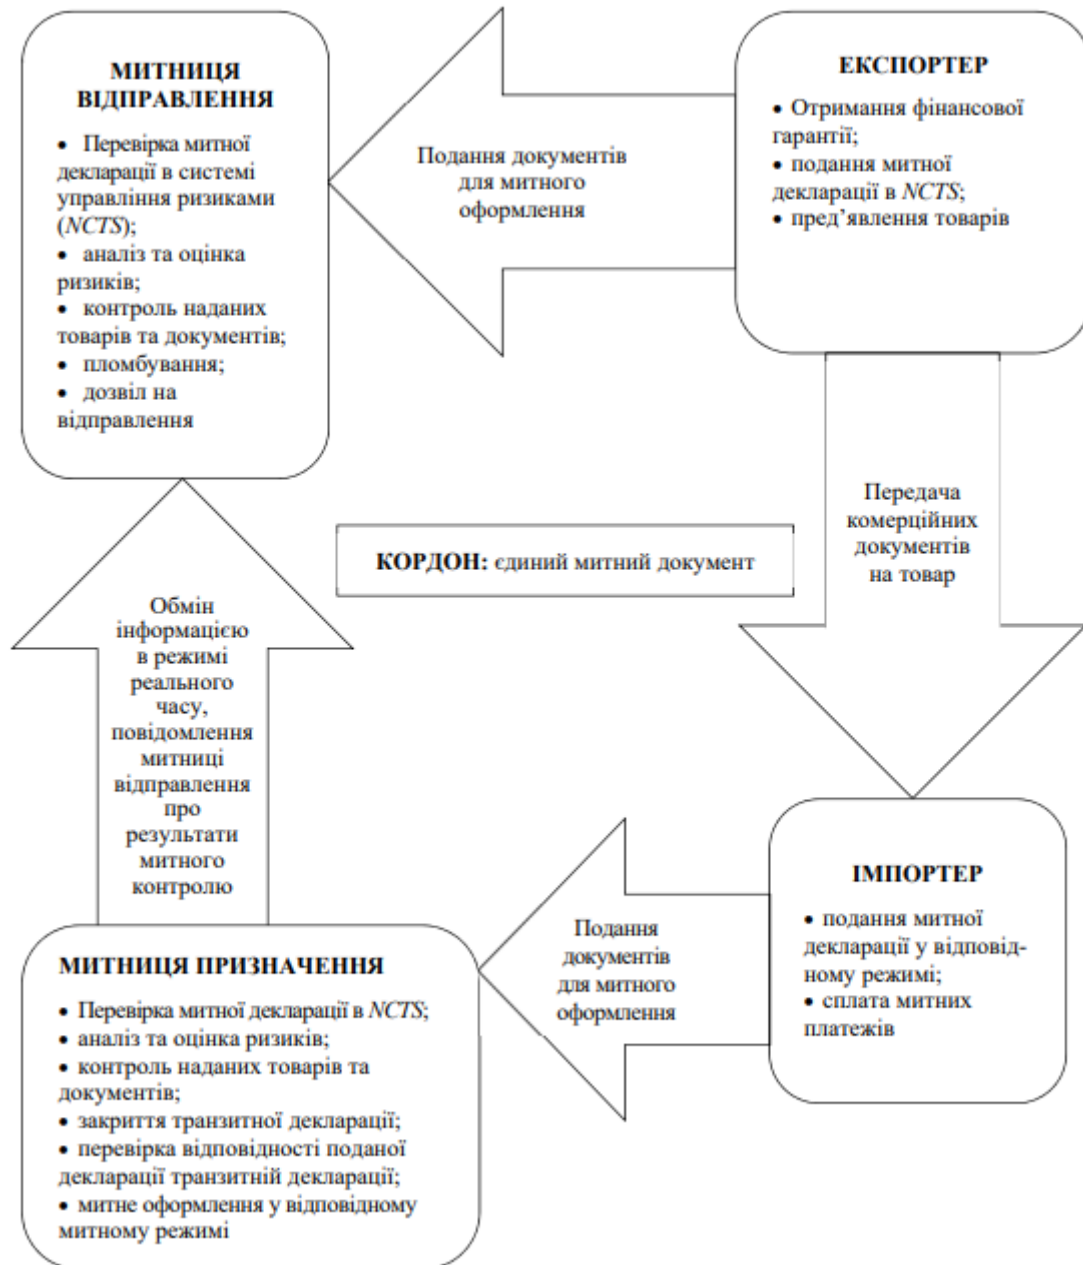 МИТНИЦЯ
ВІДПРАВЛЕННЯ
• Перевірка митної
декларації в системі
управління ризиками
(NCTS);
• аналіз та оцінка
ризиків;
• контроль наданих
товарів та документів;
• пломбування;
• дозвіл на
відправлення
Подання документів
для митного
оформлення
ЕКСПОРТЕР
• Отримання фінансової
гарантії;
• подання митної
декларації в NCTS;
• пред’явлення товарів
Передача
комерційних
документів
на товар
КОРДОН: єдиний митний документ
Обмін
інформацією
в режимі
реального
часу,
повідомлення
митниці
відправлення
про
результати
митного
контролю
ІМПОРТЕР
• подання митної
декларації у відповід-
ному режимі;
• сплата митних
платежів
Подання
документів
для митного
оформлення
МИТНИЦЯ ПРИЗНАЧЕННЯ
• Перевірка митної декларації в NCTS;
• аналіз та оцінка ризиків;
• контроль наданих товарів та
документів;
• закриття транзитної декларації;
• перевірка відповідності поданої
декларації транзитній декларації;
• митне оформлення у відповідному
митному режимі